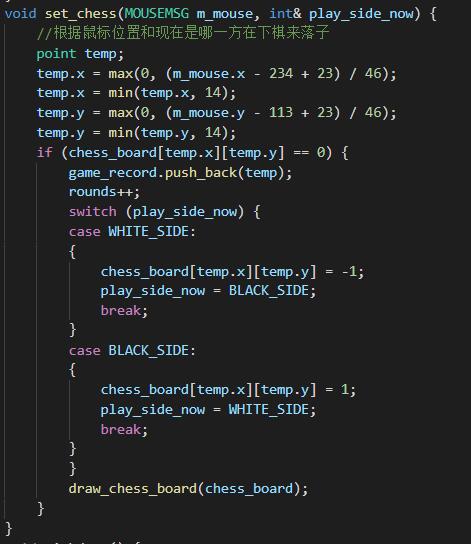 void set_chess(MOUSEMSG m_mouse, int& play_side_now) {
//根据鼠标位置和现在是哪一方在下棋来落子
point temp;
temp.x = max(0, (m_mouse.x - 234 + 23) / 46);
temp.x = min(temp.x, 14);
temp.y = max(0, (m_mouse.y - 113 + 23) / 46);
temp.y = min(temp.y, 14);
if (chess_board[temp.x][temp.y] == 0) {
game_record.push_back(temp);
rounds++;
switch (play_side_now) {
case WHITE_SIDE:
{
chess_board[temp.x][temp.y] = -1;
play_side_now = BLACK_SIDE;
break;
}
case BLACK_SIDE:
{
chess_board[temp.x][temp.y] = 1;
play_side_now = WHITE_SIDE;
break;
}
}
draw_chess_board(chess_board);
}
}